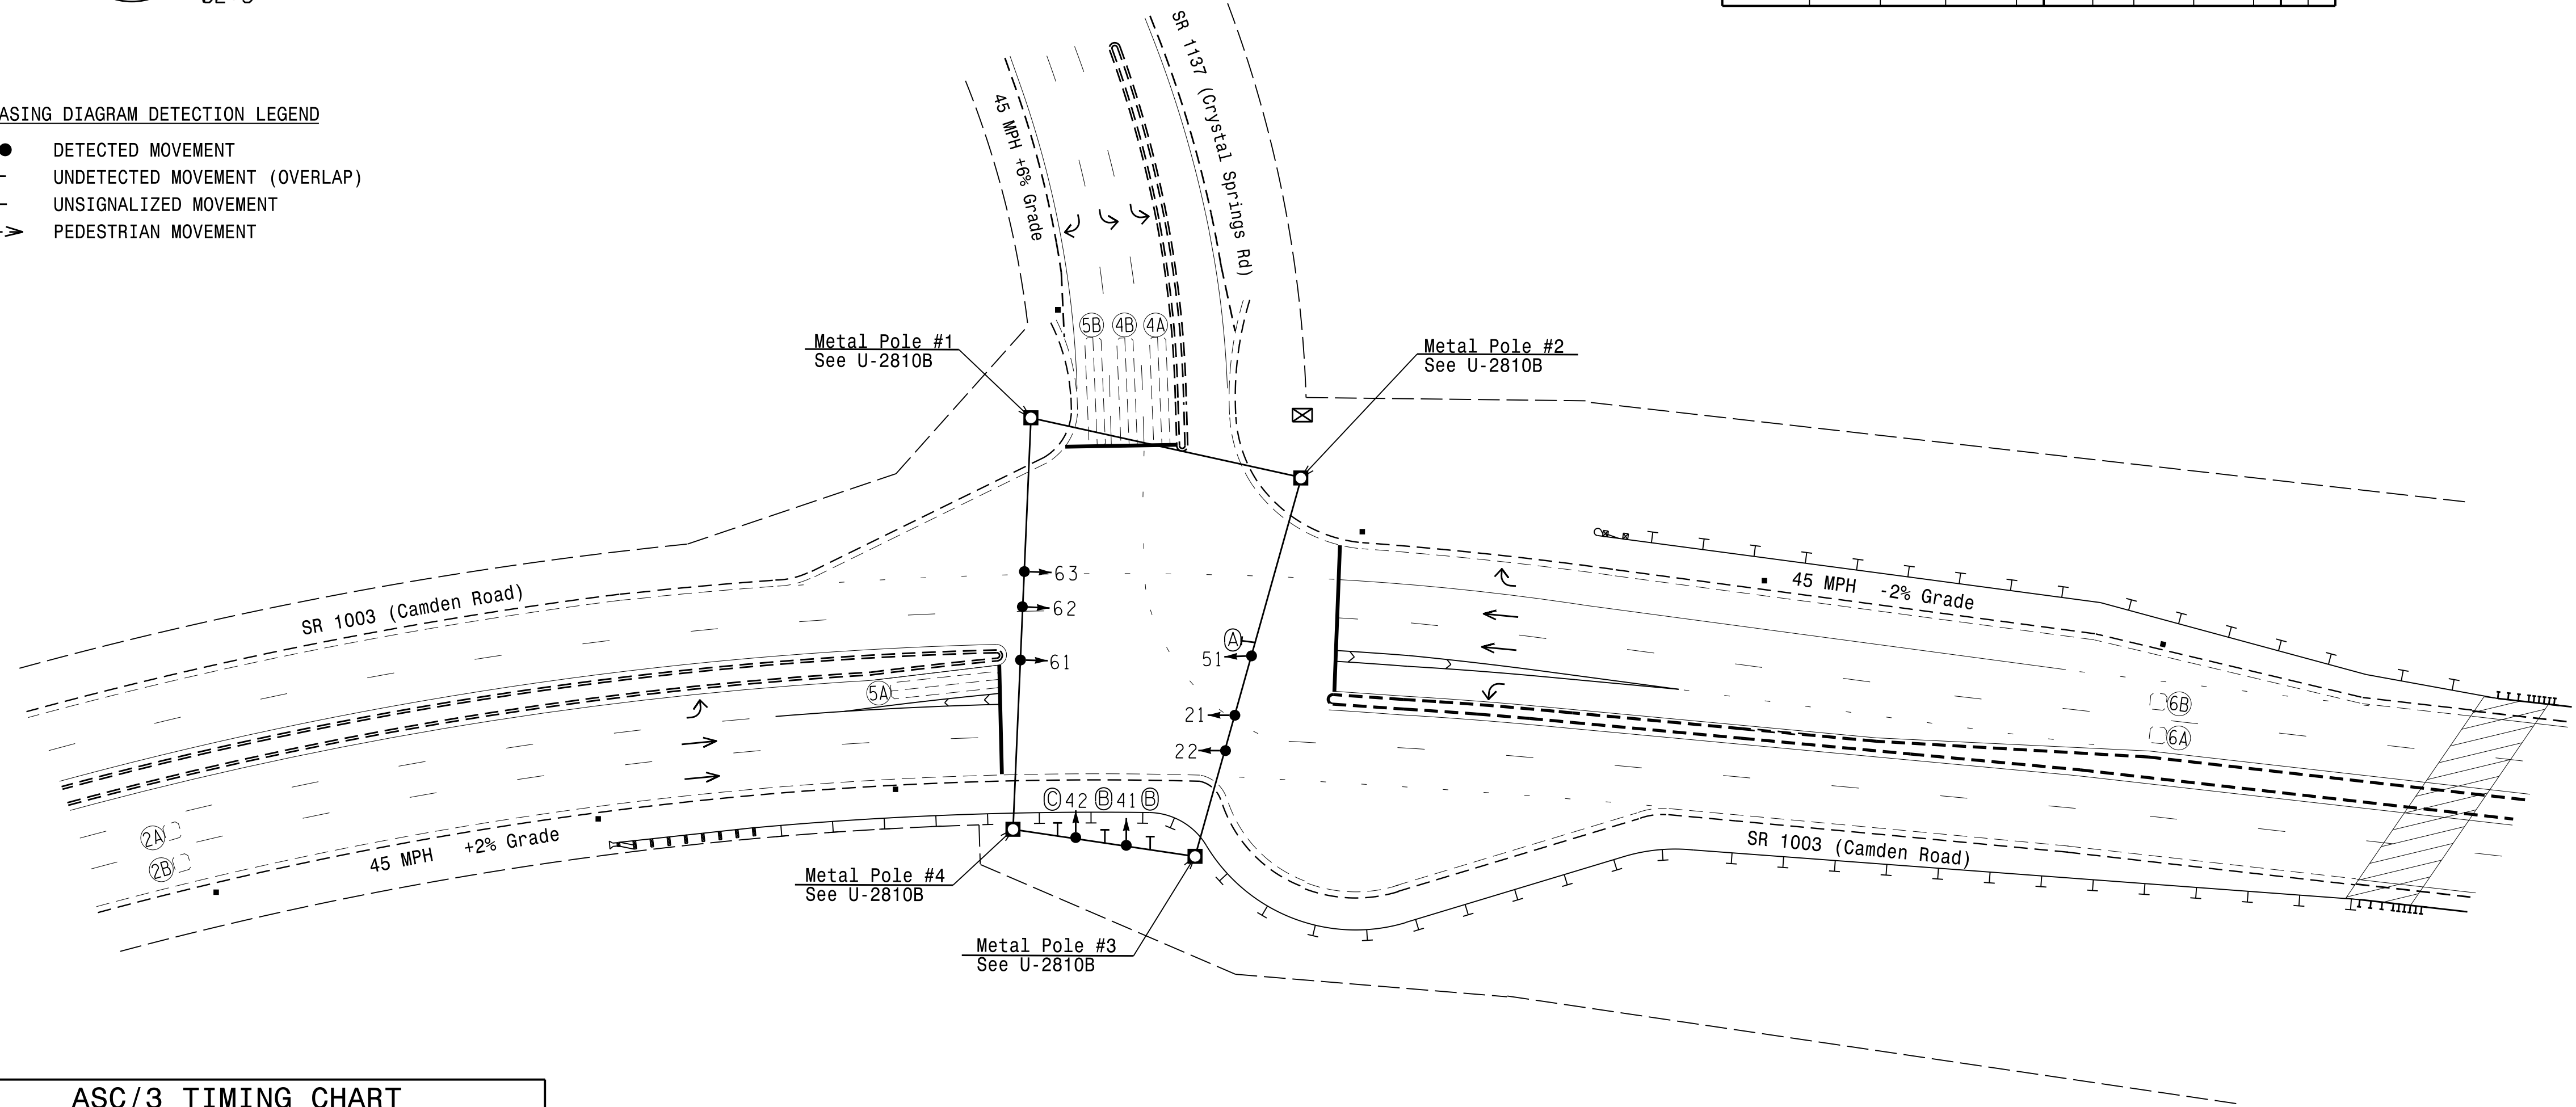 ASING DIAGRAM DETECTION LEGEND
DETECTED MOVEMENT
UNDETECTED MOVEMENT (OVERLAP)
UNSIGNALIZED MOVEMENT
PEDESTRIAN MOVEMENT
45 MPH +6% Grade
SR 1137 (Crystal Springs Rd)
5B 4B 4A
Metal Pole #1
See U-2810B
Metal Pole #2
See U-2810B
63
62
61
A
51
21
22
SR 1003 (Camden Road)
45 MPH -2% Grade
5A
6B
6A
2A
2B
45 MPH +2% Grade
C 42 B 41 B
SR 1003 (Camden Road)
Metal Pole #4
See U-2810B
Metal Pole #3
See U-2810B
ASC/3 TIMING CHART